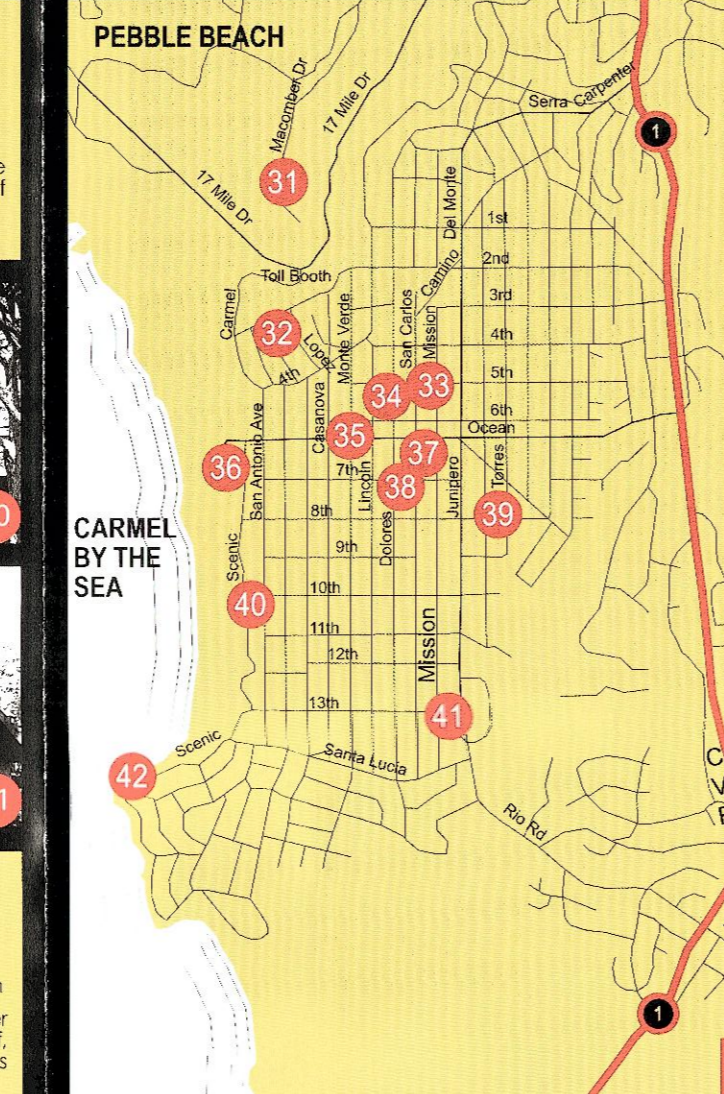 PEBBLE BEACH
Macomber Dr
17 Mile Dr
Serra Carpenter
1
31
17 Mile Dr
f
Del Monte
1st
2nd
Camino
Toll Booth
3rd
Carmel
Monte Verde
San Carlos
Mission
32
Lopez
4th
4th
5th
33
34
6th
Casanova
Ocean
35
San Antonio Ave
37
36
7th
Lincoln
38
Junipero
Torres
39
0
8th
Dolores
CARMEL
BY THE
SEA
9th
Scenic
10th
40
11th
Mission
12th
13th
41
Scenic
Santa Lucia
42
1
Rio Rd
1